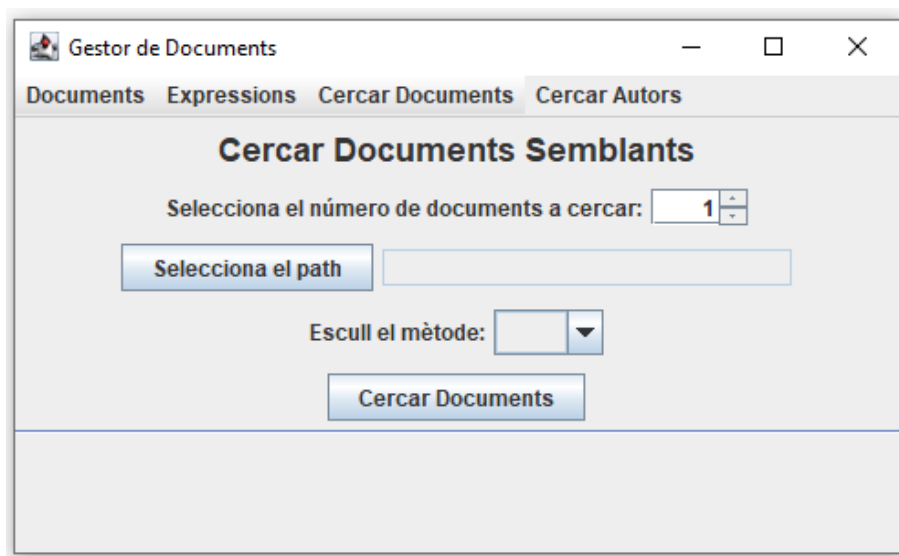 Gestor de Documents
Documents Expressions Cercar Documents Cercar Autors
Cercar Documents Semblants
Selecciona el número de documents a cercar: 1
Selecciona el path
Escull el mètode:
Cercar Documents